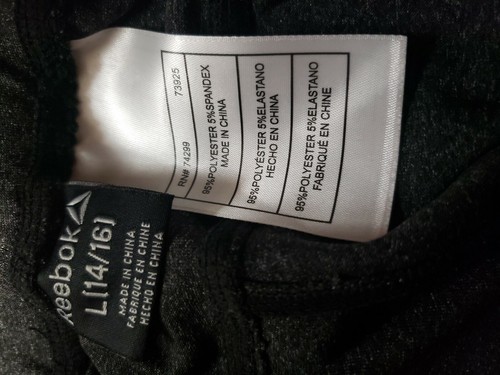 RN# 74299 73925
95%POLYESTER 5%SPANDEX
MADE IN CHINA
95%POLYÉSTER 5%ELASTANO
HECHO EN CHINA
95%POLYESTER 5%ELASTANO
FABRIQUÉ EN CHINE
Reebok
L(14/16)
MADE IN CHINA
FABRIQUE EN CHINE
HECHO EN CHINA